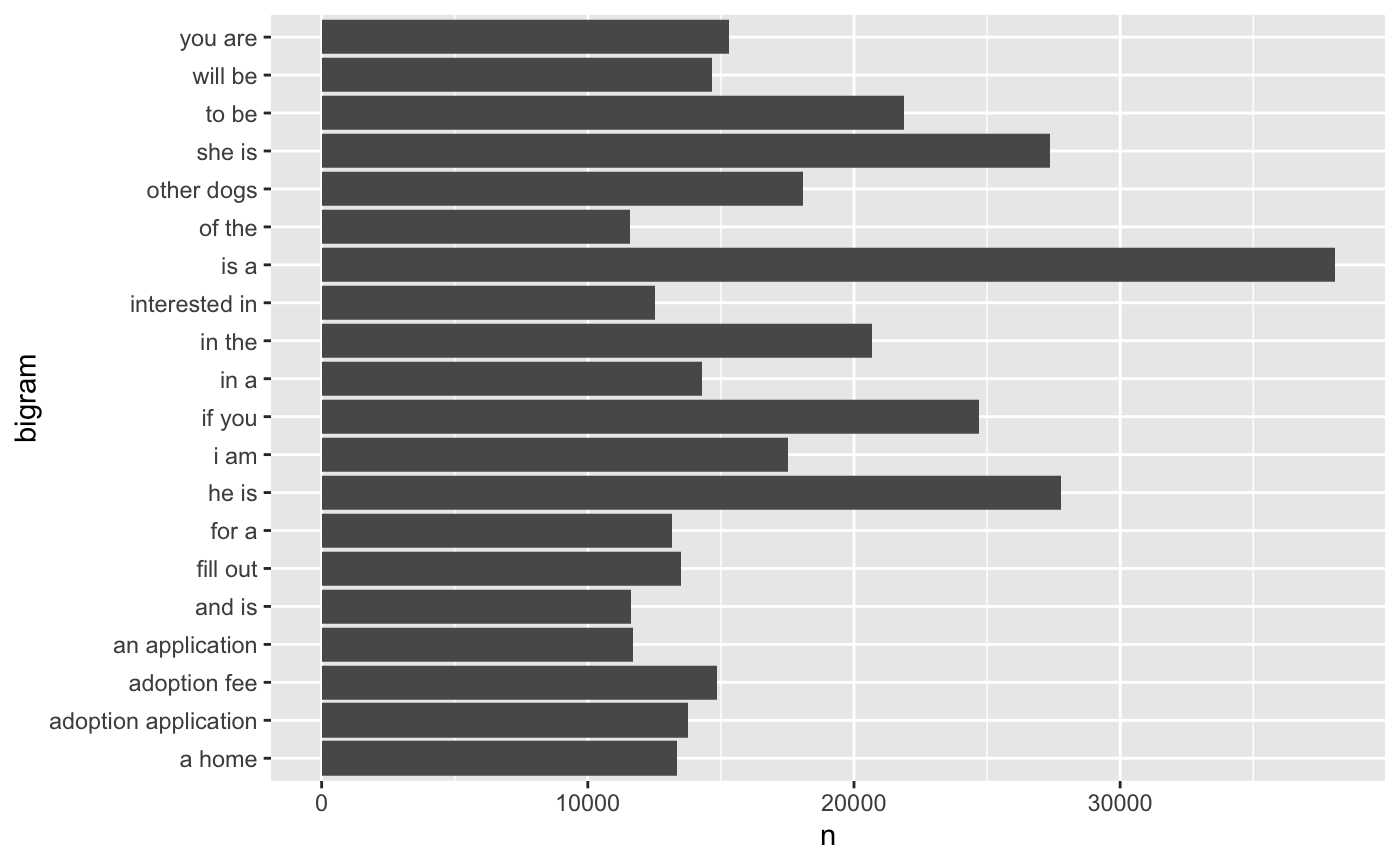 you are
will be
to be
she is
other dogs
of the
is a
interested in
in the
in a
if you
i am
he is
for a
fill out
and is
an application
adoption fee
adoption application
a home
bigram
0 10000 20000 30000
n